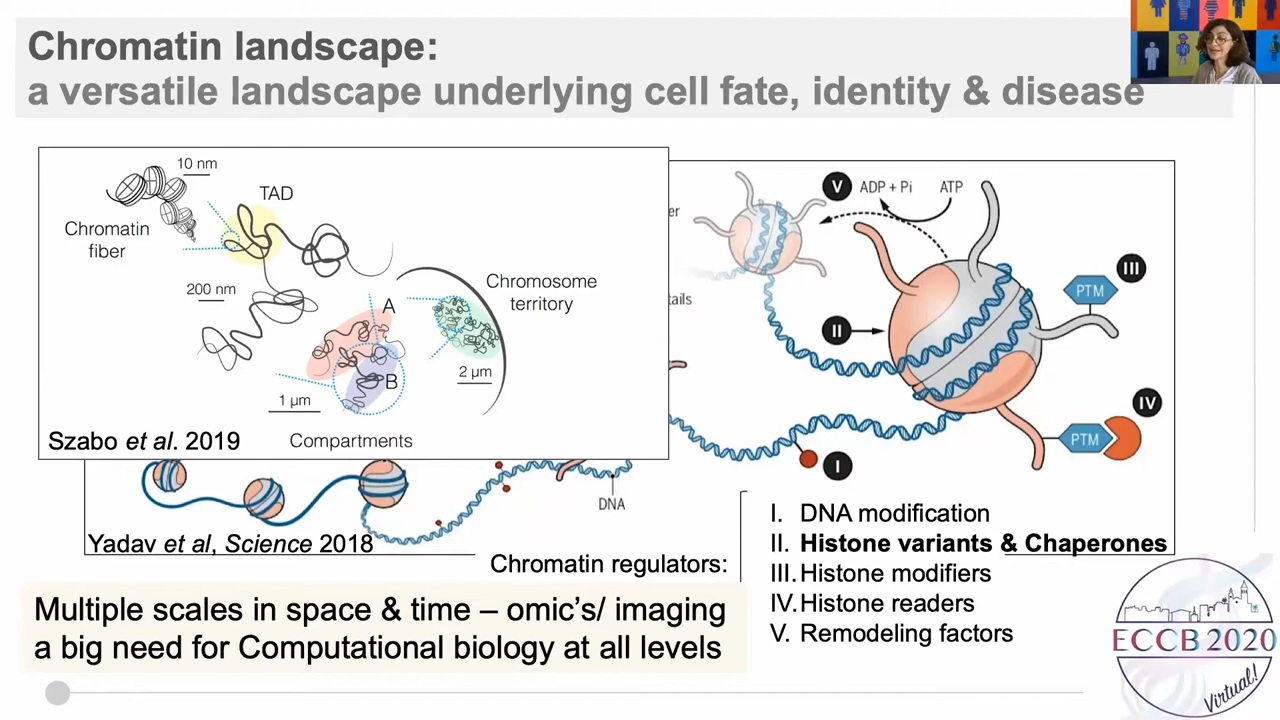 Chromatin landscape:
a versatile landscape underlying cell fate, identity & disease
10 nm
TAD
Chromatin
fiber
200 nm
A
B
Chromosome
territory
2 µm
1 µm
Szabo et al. 2019
Compartments
V
ADP + Pi
ATP
er
tails
II
III
PTM
IV
PTM
I
DNA
Yadav et al, Science 2018
Chromatin regulators:
I. DNA modification
II. Histone variants & Chaperones
III. Histone modifiers
IV. Histone readers
V. Remodeling factors
Multiple scales in space & time – omic's/ imaging
a big need for Computational biology at all levels
ECCB 2020
Virtual!